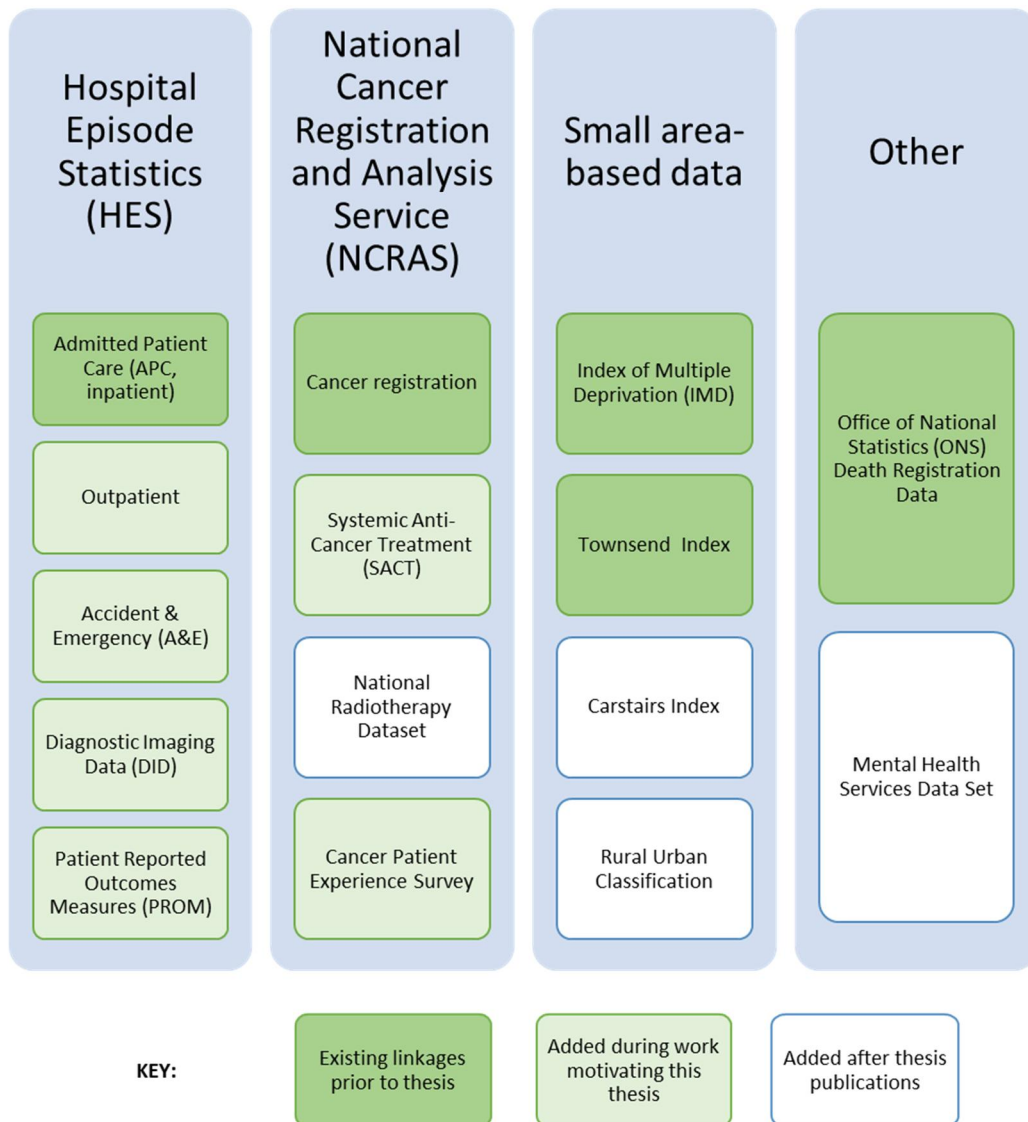 Hospital
Episode
Statistics
(HES)
Admitted Patient
Care (APC,
inpatient)
Outpatient
Accident &
Emergency (A&E)
Diagnostic Imaging
Data (DID)
Patient Reported
Outcomes
Measures (PROM)
National
Cancer
Registration
and Analysis
Service
(NCRAS)
Cancer registration
Systemic Anti-
Cancer Treatment
(SACT)
National
Radiotherapy
Dataset
Cancer Patient
Experience Survey
Small area-
based data
Index of Multiple
Deprivation (IMD)
Townsend Index
Carstairs Index
Rural Urban
Classification
Other
Office of National
Statistics (ONS)
Death Registration
Data
Mental Health
Services Data Set
KEY:
Existing linkages
prior to thesis
Added during work
motivating this
thesis
Added after thesis
publications